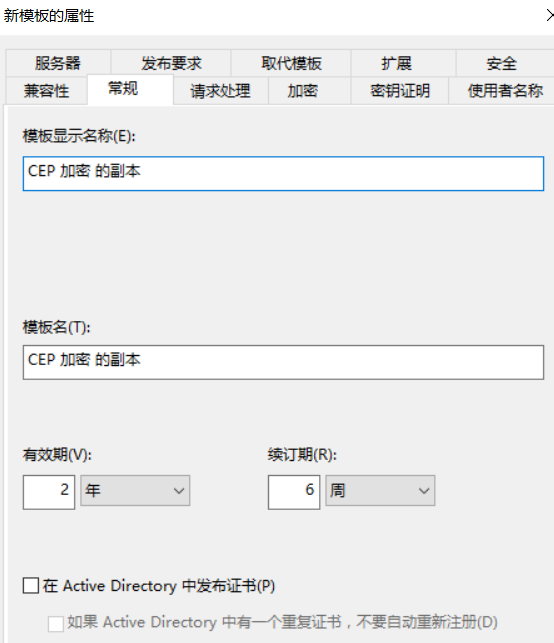 新模板的属性
服务器 发布要求 取代模板 扩展 安全
兼容性 常规 请求处理 加密 密钥证明 使用者名称
模板显示名称(E):
CEP 加密 的副本
模板名(T):
CEP 加密 的副本
有效期(V): 续订期(R):
2 年 6 周
在 Active Directory 中发布证书(P)
如果 Active Directory 中有一个重复证书，不要自动重新注册(D)